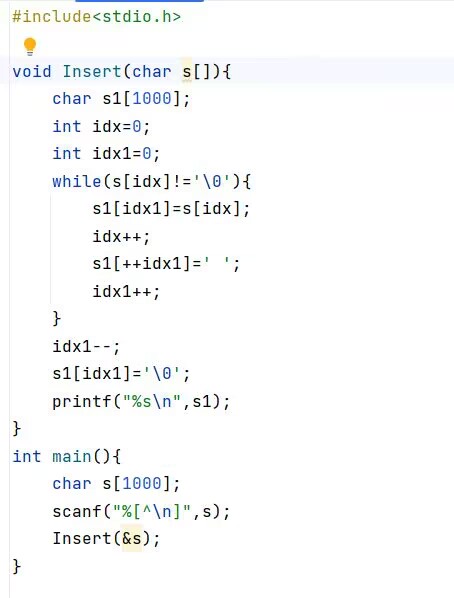 #include<stdio.h>
void Insert(char s[]){
    char s1[1000];
    int idx=0;
    int idx1=0;
    while(s[idx]!='\0'){
        s1[idx1]=s[idx];
        idx++;
        s1[++idx1]=' ';
        idx1++;
    }
    idx1--;
    s1[idx1]='\0';
    printf("%s\n",s1);
}
int main(){
    char s[1000];
    scanf("%[^\n]",s);
    Insert(&s);
}